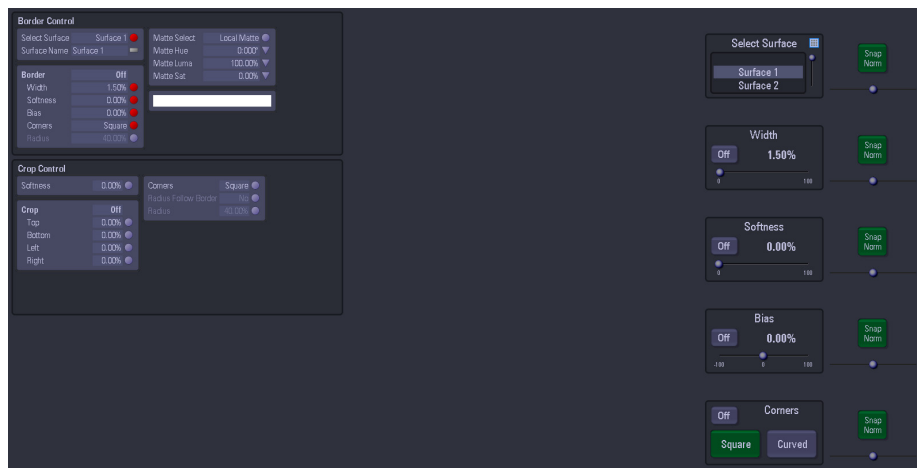 Border Control
Select Surface Surface 1
Surface Name Surface 1
Matte Select Local Matte
Matte Hue 0.000°
Matte Luma 100.00%
Matte Sat 0.00%
Border Off
Width 1.50%
Softness 0.00%
Bias 0.00%
Corners Square
Radius 40.00%
Crop Control
Softness 0.00%
Corners Square
Radius Follow Border No
Radius 40.00%
Crop Off
Top 0.00%
Bottom 0.00%
Left 0.00%
Right 0.00%
Select Surface
Surface 1
Surface 2
Snap
Norm
Width
Off 1.50%
0 100
Snap
Norm
Softness
Off 0.00%
0 100
Snap
Norm
Bias
Off 0.00%
-100 0 100
Snap
Norm
Corners
Off
Square Curved
Snap
Norm